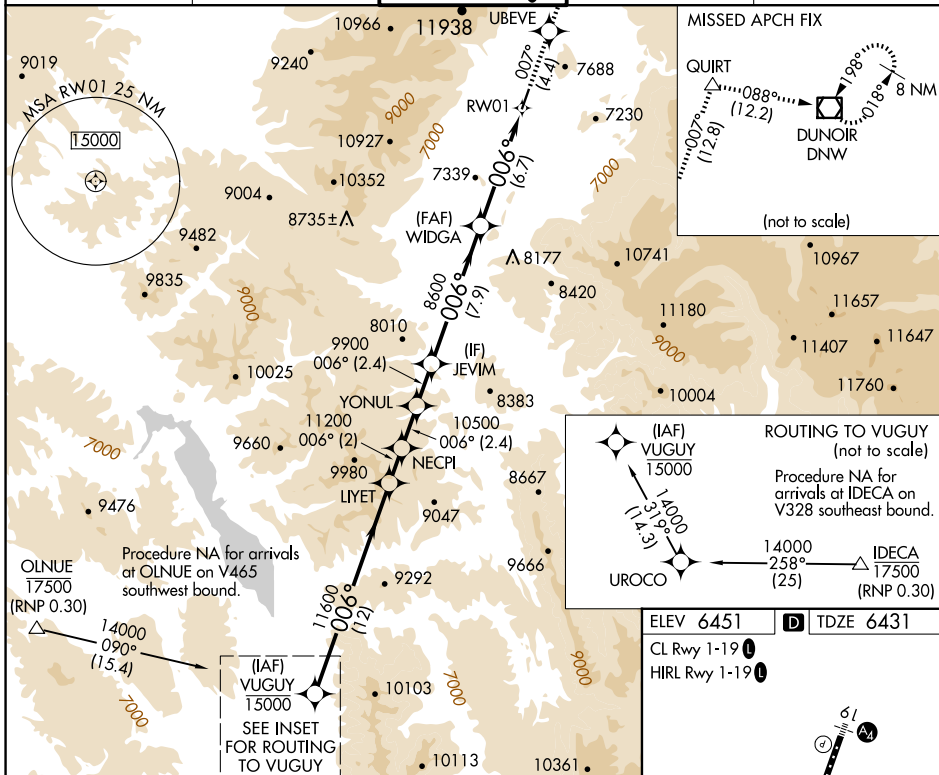 10966
11938
UBEVE
9019
9240
007°
(4.4)
7688
MSA RW01 25 NM
15000
9000
7000
RW01
7230
10927
10352
006°
(6.7)
7339
7000
9004
8735±
(FAF)
WIDGA
9482
8177
10741
9835
8420
9000
8600
006°
(7.9)
8010
9900
006° (2.4)
(IF)
JEVIM
11180
9000
10967
11657
11407
11647
11760
10025
YONUL
8383
10004
11200
006° (2)
10500
006° (2.4)
9660
NECPI
9980
LIYET
7000
8667
9047
9476
9666
Procedure NA for arrivals
at OLNUE on V465
southwest bound.
9292
OLNUE
17500
(RNP 0.30)
11600
006°
(12)
14000
090°
(15.4)
(IAF)
VUGUY
15000
9000
7000
10103
7000
SEE INSET
FOR ROUTING
TO VUGUY
10113
10361
MISSED APCH FIX
QUIRT
198°
088°
(12.2)
018°
8 NM
007°
(12.8)
DUNOIR
DNW
(not to scale)
(IAF)
VUGUY
15000
ROUTING TO VUGUY
(not to scale)
Procedure NA for
arrivals at IDECA on
V328 southeast bound.
14000
319°
(14.3)
14000
258°
(25)
IDECA
17500
(RNP 0.30)
UROCO
ELEV 6451
D
TDZE 6431
CL Rwy 1-19 L
HIRL Rwy 1-19 L
19
A4
P